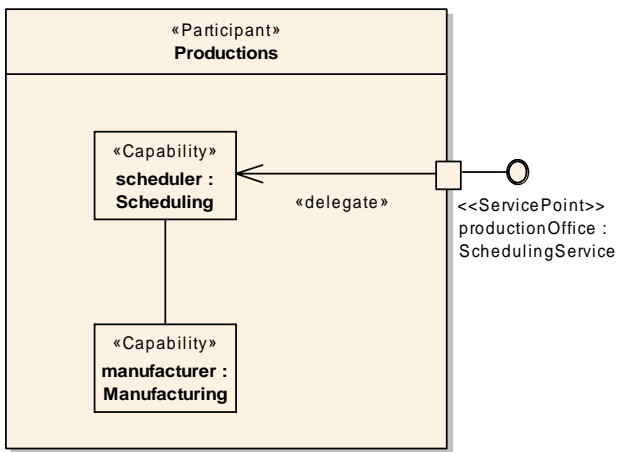 «Participant»
Productions
«Capability»
scheduler :
Scheduling
«delegate»
<<ServicePoint>>
productionOffice :
SchedulingService
«Capability»
manufacturer :
Manufacturing